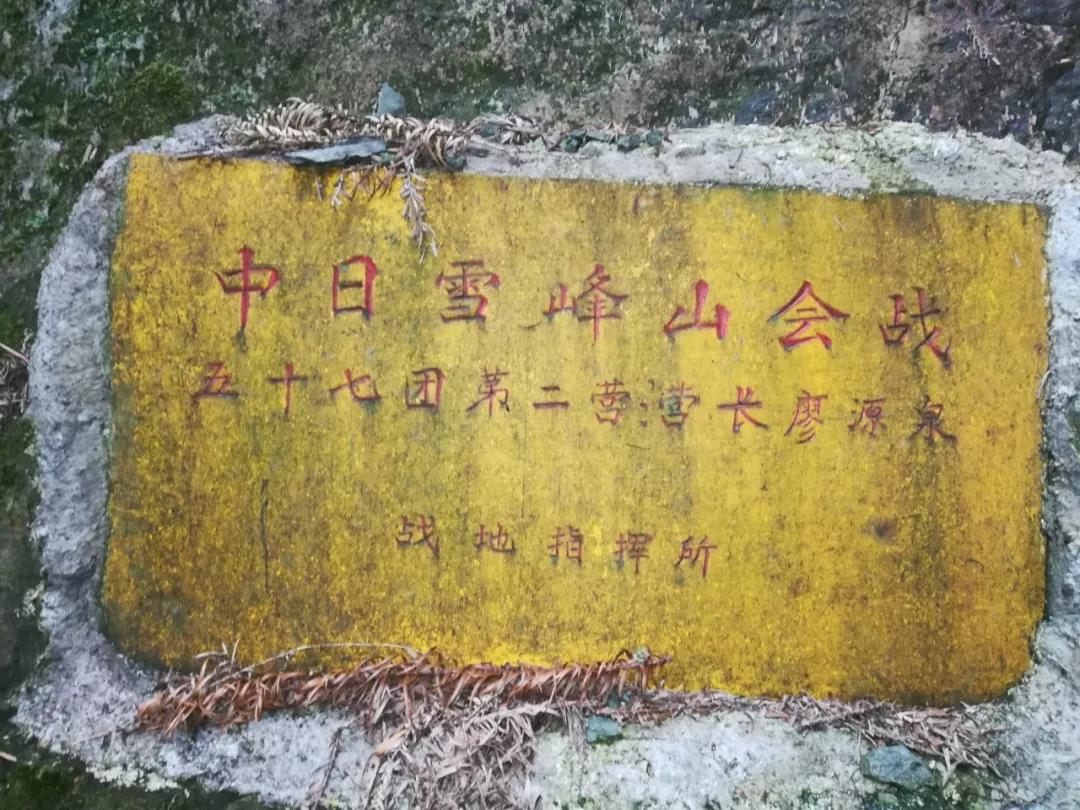 中日雪峰山会战
五十七团第二营:营长廖源泉
战地指挥所